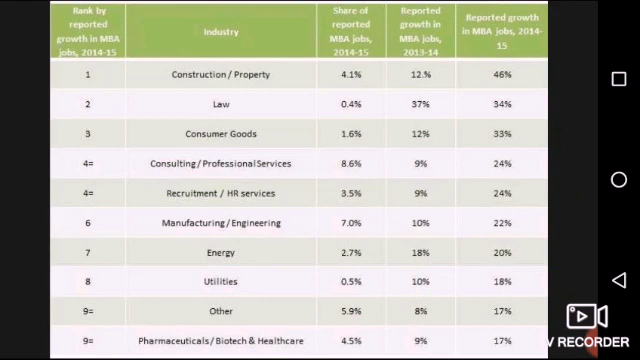 Rank by reported growth in MBA jobs, 2014-15 Industry Share of reported MBA jobs, 2014-15 Reported growth in MBA jobs, 2013-14 Reported growth in MBA jobs, 2014-15
1 Construction / Property 4.1% 12.% 46%
2 Law 0.4% 37% 34%
3 Consumer Goods 1.6% 12% 33%
4= Consulting / Professional Services 8.6% 9% 24%
4= Recruitment / HR services 3.5% 9% 24%
6 Manufacturing / Engineering 7.0% 10% 22%
7 Energy 2.7% 18% 20%
8 Utilities 0.5% 10% 18%
9= Other 5.9% 8% 17%
9= Pharmaceuticals / Biotech & Healthcare 4.5% 9% 17%
V RECORDER